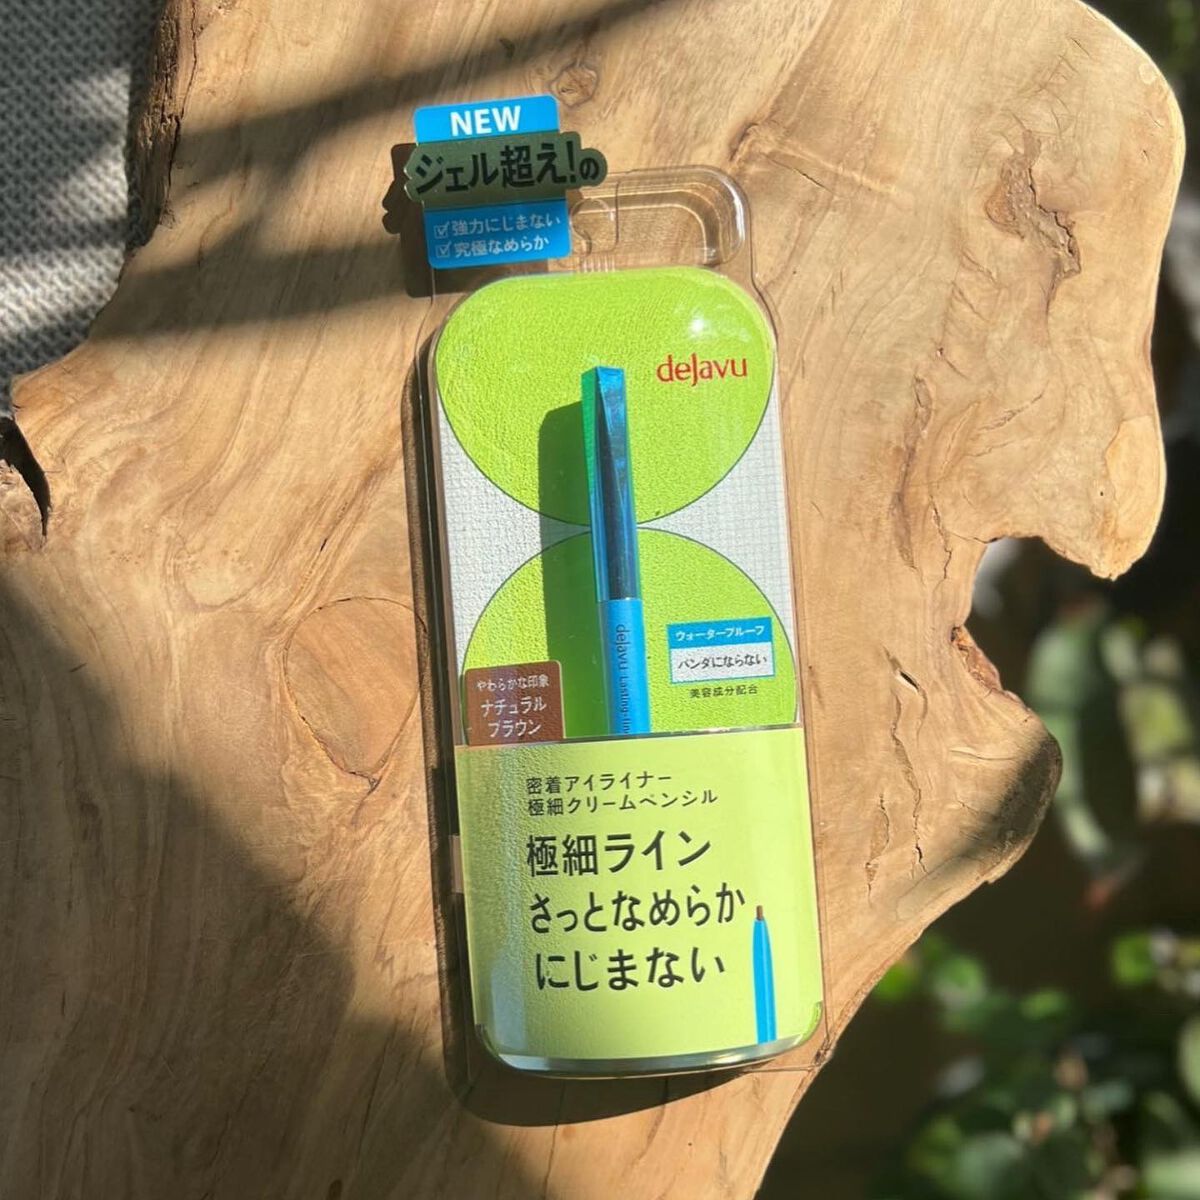 NEW
ジェル超え!の
強力にじまない
究極なめらか
deJavu
deJavu Lasting-
ウォータープルーフ
パンダにならない
美容成分配合
やわらかな印象
ナチュラル
ブラウン
密着アイライナー
極細クリームペンシル
極細ライン
さっとなめらか
にじまない